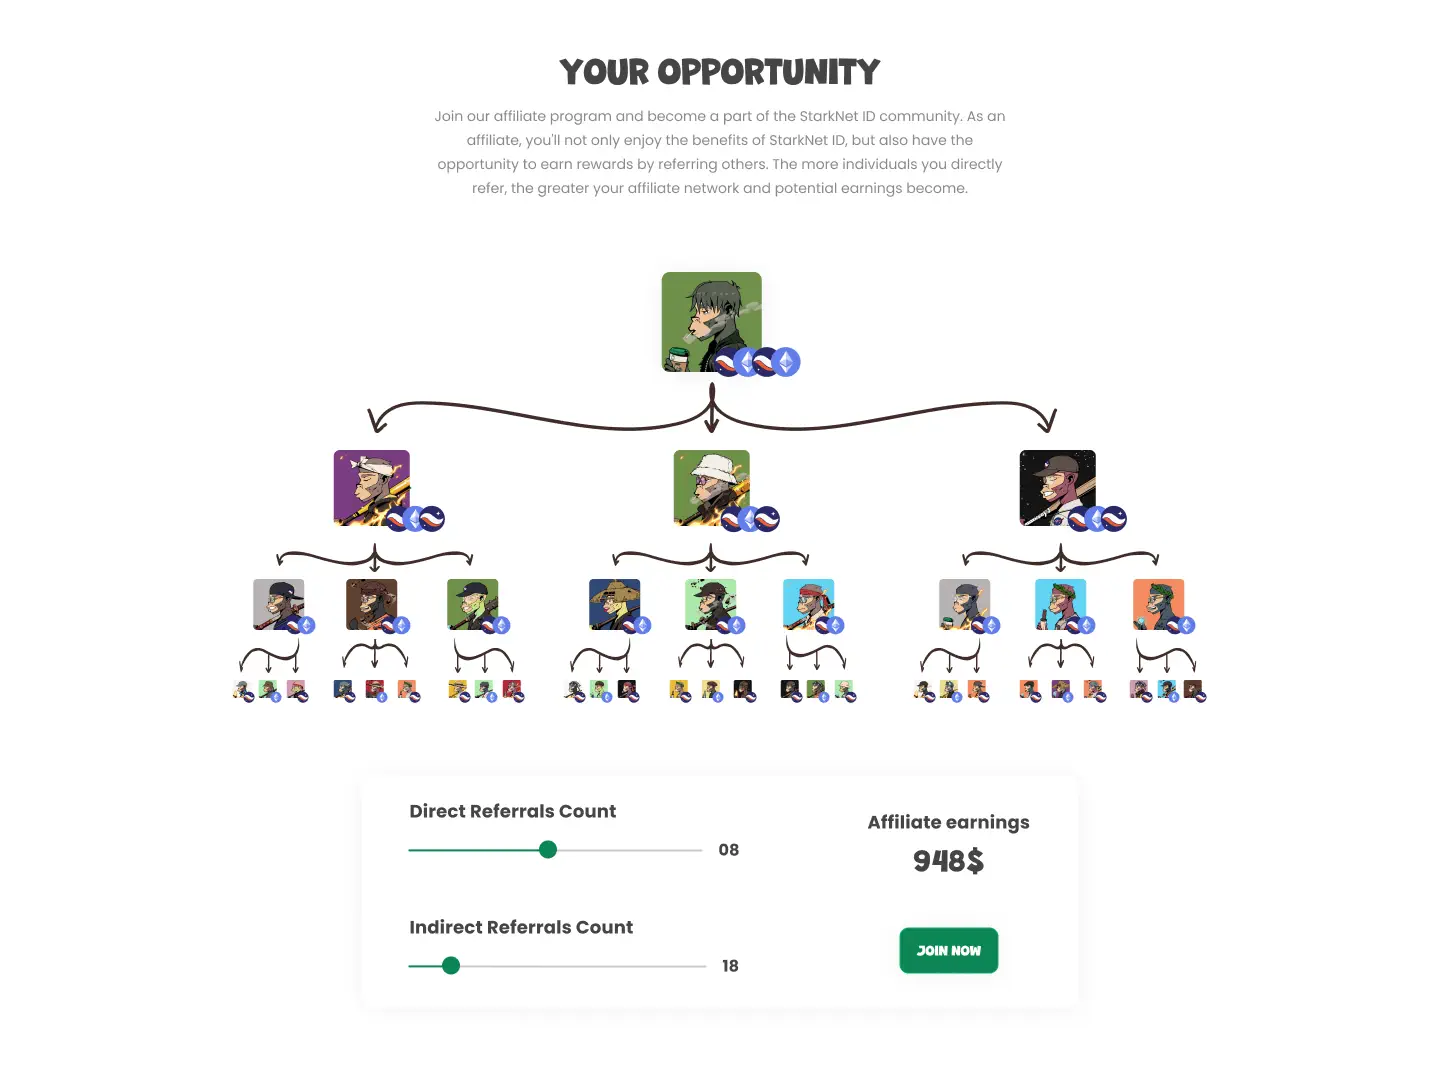 YOUR OPPORTUNITY
Join our affiliate program and become a part of the StarkNet ID community. As an
affiliate, you'll not only enjoy the benefits of StarkNet ID, but also have the
opportunity to earn rewards by referring others. The more individuals you directly
refer, the greater your affiliate network and potential earnings become.
Direct Referrals Count
08
Indirect Referrals Count
18
Affiliate earnings
948$
JOIN NOW